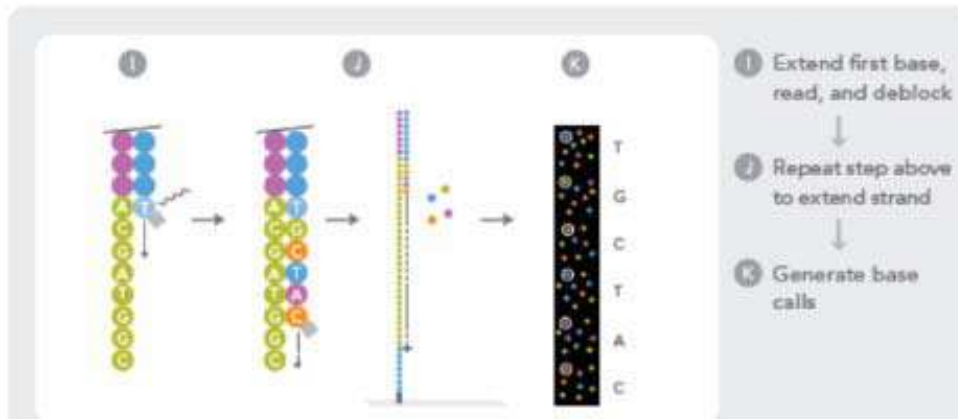 I
J
K
I Extend first base,
read, and deblock
J Repeat step above
to extend strand
K Generate base
calls
A T
C
G
A
T
G
G
C
A T
C G
G C
A T
T A
G C
G
C
T
G
C
T
A
C